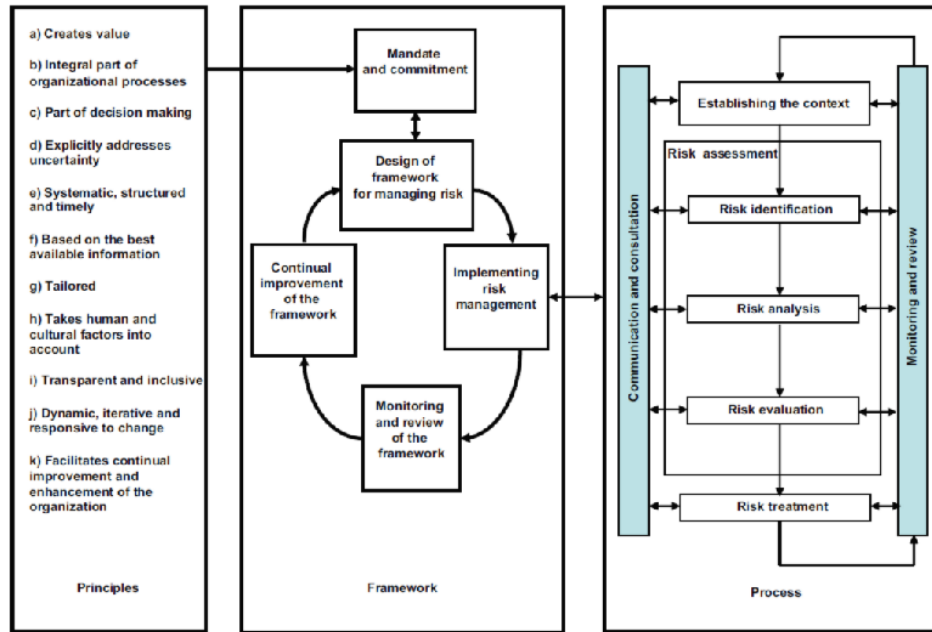 a) Creates value
b) Integral part of
organizational processes
c) Part of decision making
d) Explicitly addresses
uncertainty
e) Systematic, structured
and timely
f) Based on the best
available information
g) Tailored
h) Takes human and
cultural factors into
account
i) Transparent and inclusive
j) Dynamic, iterative and
responsive to change
k) Facilitates continual
improvement and
enhancement of the
organization
Principles
Mandate
and commitment
Design of
framework
for managing risk
Continual
improvement
of the
framework
Implementing
risk
management
Monitoring
and review
of the
framework
Framework
Communication and consultation
Establishing the context
Risk assessment
Risk identification
Risk analysis
Risk evaluation
Risk treatment
Monitoring and review
Process